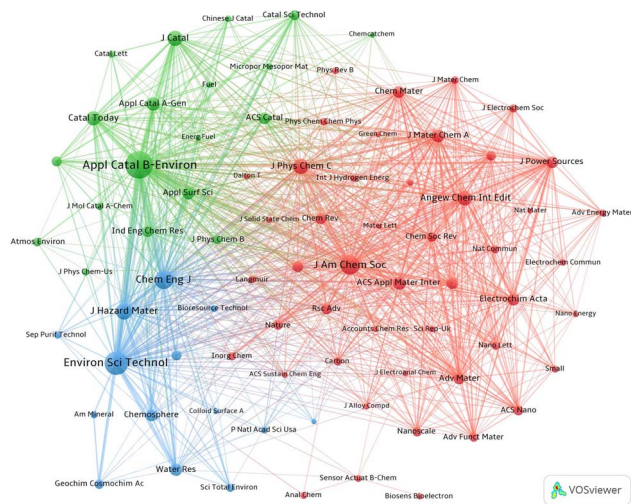 Chinese J Catal
Catal Sci Technol
Chemcatchem
J Catal
Catal Lett
Micropor Mesopor Mat
Phys Rev B
Fuel
J Mater Chem
Chem Mater
Appl Catal A-Gen
J Electrochem Soc
Catal Today
ACS Catal
Phys Chem Chem Phys
Green Chem
J Mater Chem A
Energ Fuel
Appl Catal B-Environ
J Phys Chem C
J Power Sources
Dalton T
Int J Hydrogen Energ
Appl Surf Sci
Angew Chem Int Edit
J Mol Catal A-Chem
Nat Mater
Adv Energy Mater
J Solid State Chem
Chem Rev
Mater Lett
Ind Eng Chem Res
Atmos Environ
J Phys Chem B
Chem Soc Rev
Nat Commun
Electrochem Commun
J Phys Chem-Us
J Am Chem Soc
Chem Eng J
Langmuir
ACS Appl Mater Inter
Electrochim Acta
J Hazard Mater
Bioresource Technol
Rsc Adv
Nano Energy
Sep Purif Technol
Nature
Accounts Chem Res
Sci Rep-Uk
Nano Lett
Environ Sci Technol
Inorg Chem
Carbon
Small
ACS Sustain Chem Eng
J Electroanal Chem
Adv Mater
Am Mineral
Chemosphere
Colloid Surface A
J Alloy Compd
ACS Nano
P Natl Acad Sci Usa
Nanoscale
Adv Funct Mater
Water Res
Geochim Cosmochim Ac
Sci Total Environ
Sensor Actuat B-Chem
Anal Chem
Biosens Bioelectron
VOSviewer